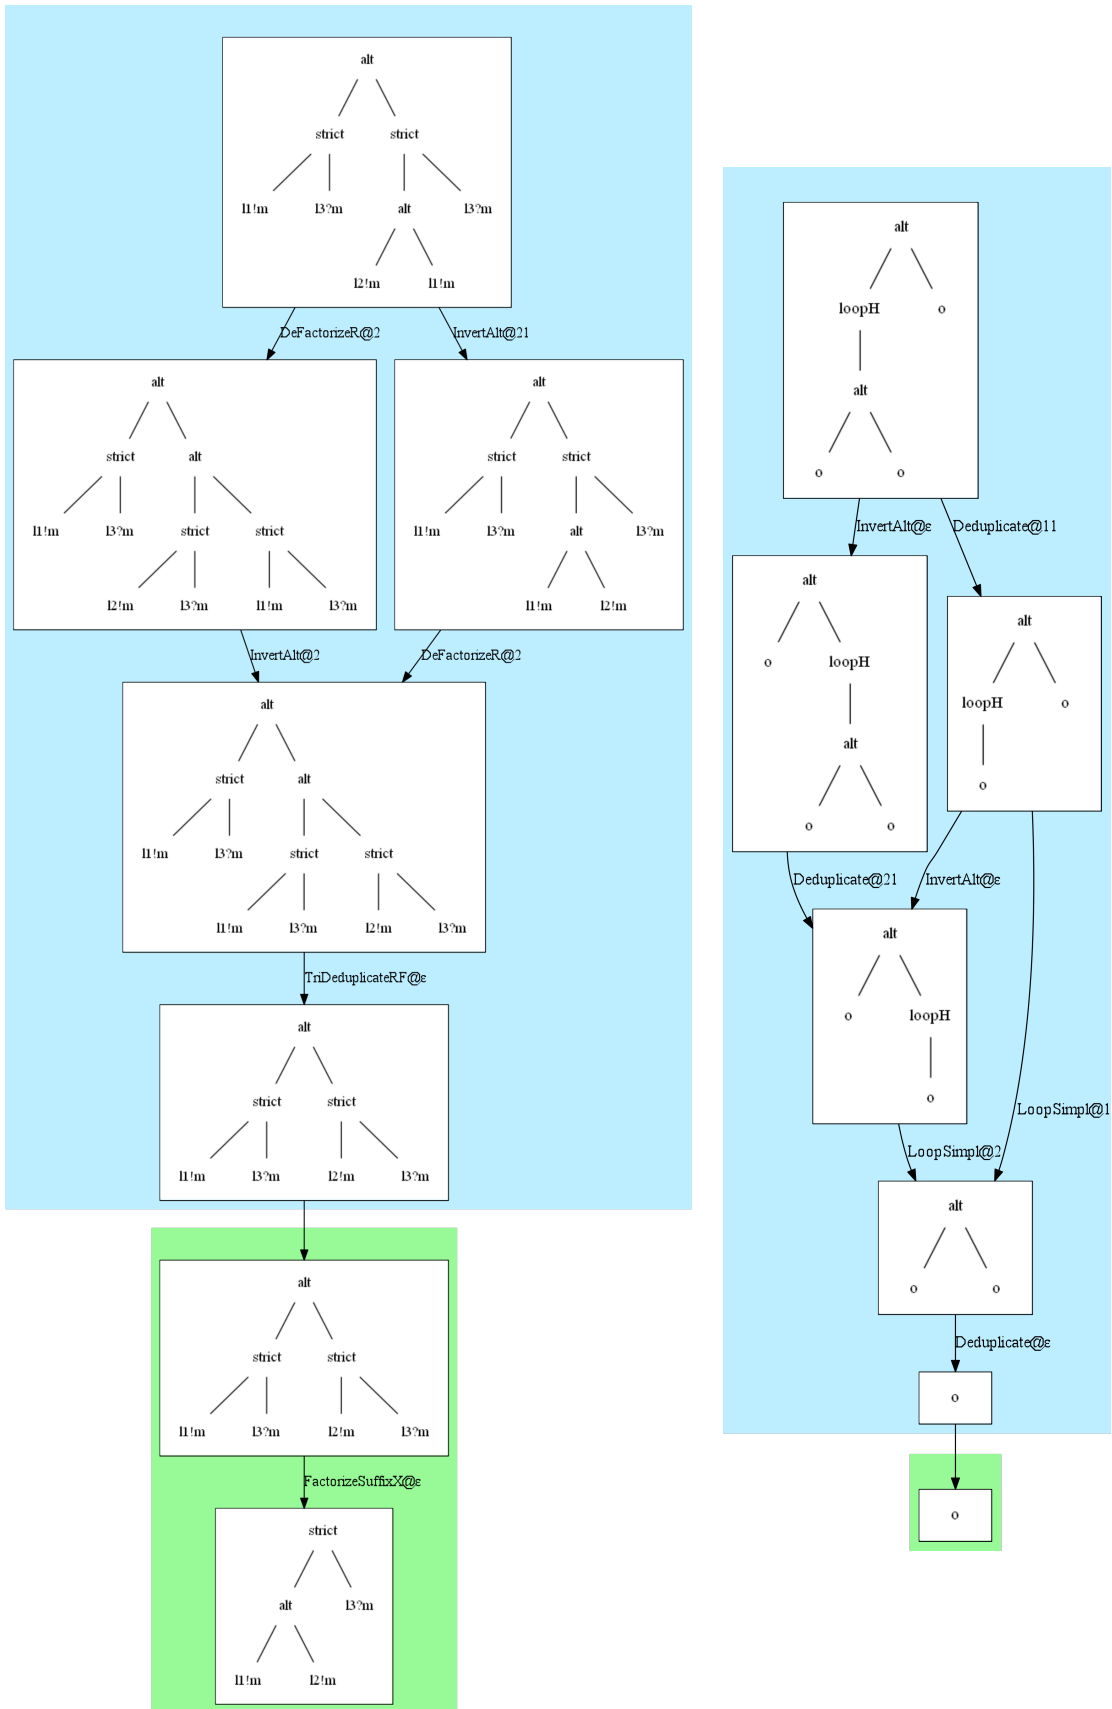 alt
strict strict
l1!m l3?m alt l3?m
l2!m l1!m
DeFactorizeR@2 InvertAlt@21
alt
strict alt
l1!m l3?m strict strict
l2!m l3?m l1!m l3?m
alt
strict strict
l1!m l3?m alt l3?m
l1!m l2!m
InvertAlt@2 DeFactorizeR@2
alt
strict alt
l1!m l3?m strict strict
l1!m l3?m l2!m l3?m
TriDeduplicateRF@ε
alt
strict strict
l1!m l3?m l2!m l3?m
alt
strict strict
l1!m l3?m l2!m l3?m
FactorizeSuffixX@ε
strict
alt l3?m
l1!m l2!m
alt
loopH o
alt
o o
InvertAlt@ε Deduplicate@11
alt
o loopH
alt
o o
alt
loopH o
o
Deduplicate@21 InvertAlt@ε
alt
o loopH
o
LoopSimpl@1
LoopSimpl@2
alt
o o
Deduplicate@ε
o
o